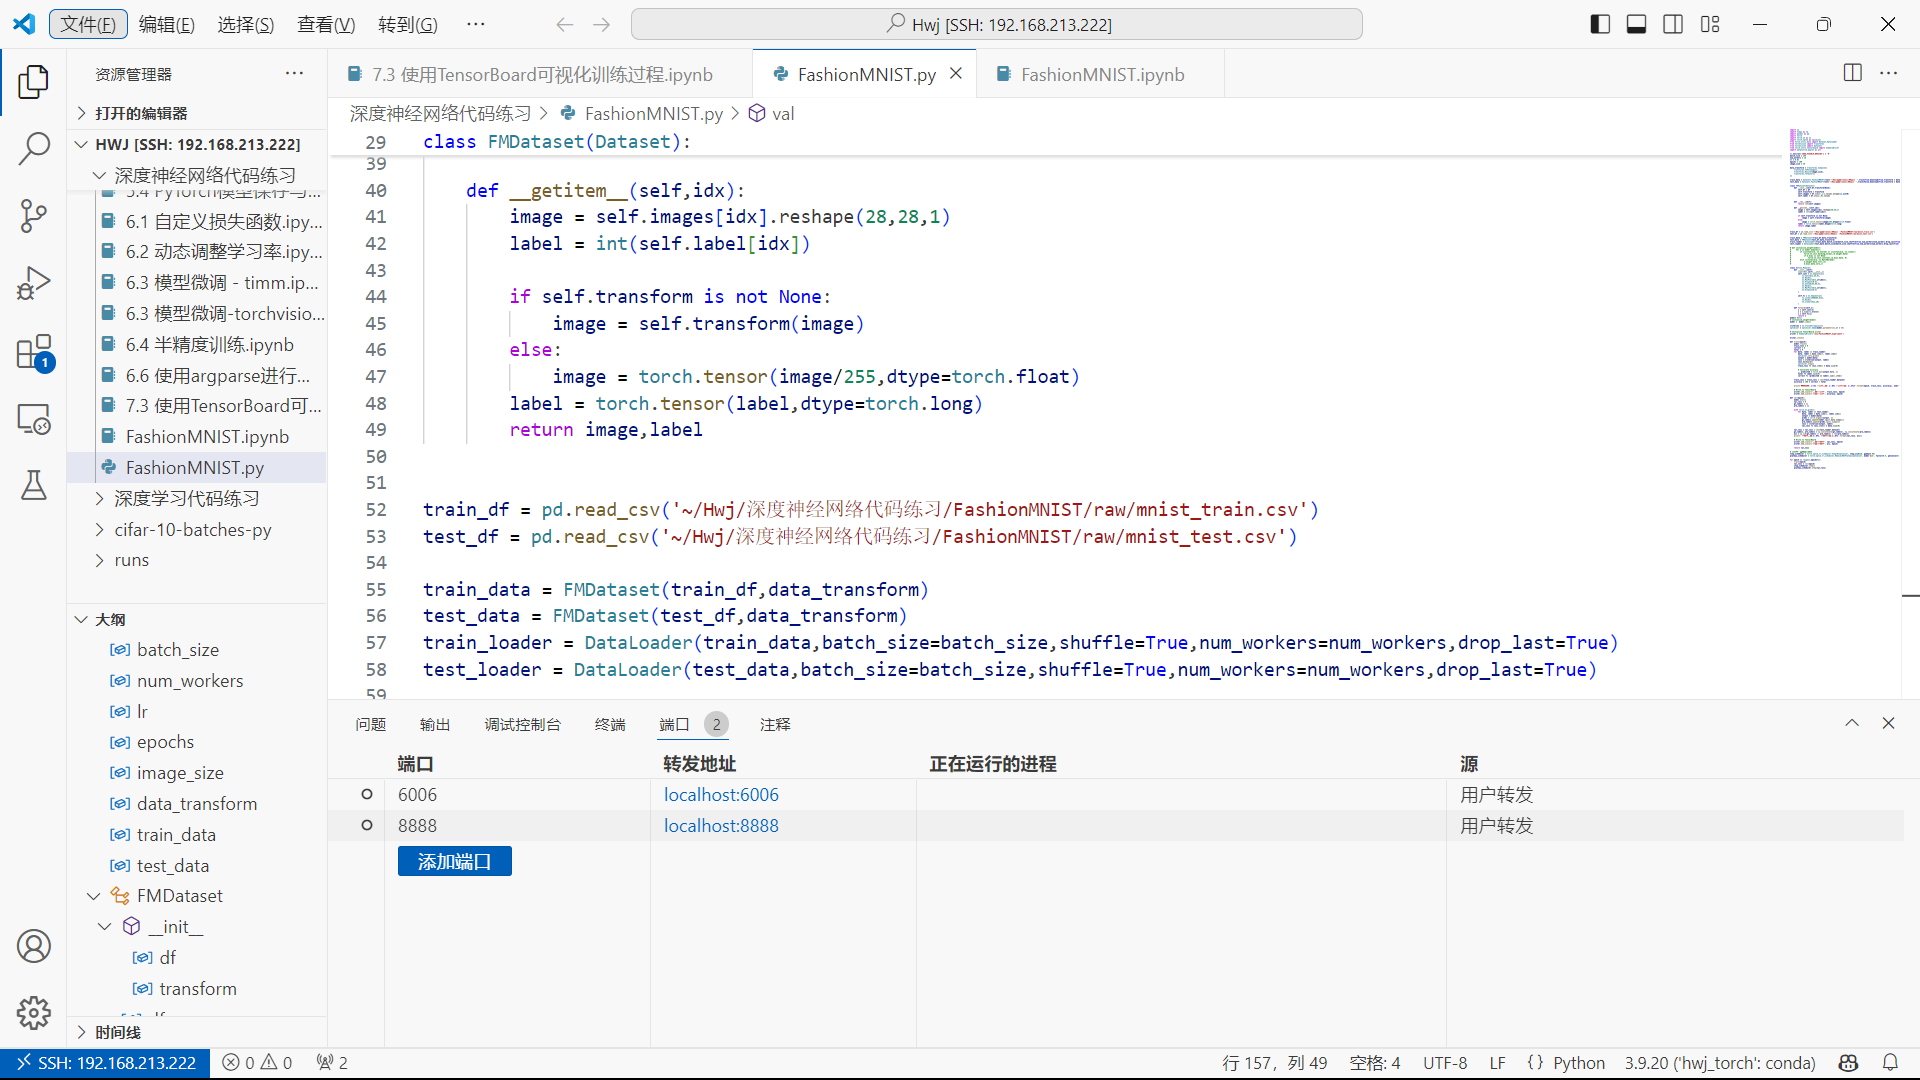 文件(F) 编辑(E) 选择(S) 查看(V) 转到(G) ··· Hwj [SSH: 192.168.213.222]
资源管理器 ···
打开的编辑器
HWJ [SSH: 192.168.213.222]
深度神经网络代码练习
6.1 自定义损失函数.ipy...
6.2 动态调整学习率.ipy...
6.3 模型微调 - timm.ip...
6.3 模型微调-torchvisio...
6.4 半精度训练.ipynb
6.6 使用argparse进行...
7.3 使用TensorBoard可...
FashionMNIST.ipynb
FashionMNIST.py
深度学习代码练习
cifar-10-batches-py
runs
1
大纲
batch_size
num_workers
lr
epochs
image_size
data_transform
train_data
test_data
FMDataset
__init__
df
transform
时间线
7.3 使用TensorBoard可视化训练过程.ipynb FashionMNIST.py FashionMNIST.ipynb
深度神经网络代码练习 > FashionMNIST.py > val
29 class FMDataset(Dataset):
39
40 def __getitem__(self,idx):
41 image = self.images[idx].reshape(28,28,1)
42 label = int(self.label[idx])
43
44 if self.transform is not None:
45 image = self.transform(image)
46 else:
47 image = torch.tensor(image/255,dtype=torch.float)
48 label = torch.tensor(label,dtype=torch.long)
49 return image,label
50
51
52 train_df = pd.read_csv('~/Hwj/深度神经网络代码练习/FashionMNIST/raw/mnist_train.csv')
53 test_df = pd.read_csv('~/Hwj/深度神经网络代码练习/FashionMNIST/raw/mnist_test.csv')
54
55 train_data = FMDataset(train_df,data_transform)
56 test_data = FMDataset(test_df,data_transform)
57 train_loader = DataLoader(train_data,batch_size=batch_size,shuffle=True,num_workers=num_workers,drop_last=True)
58 test_loader = DataLoader(test_data,batch_size=batch_size,shuffle=True,num_workers=num_workers,drop_last=True)
59
问题 输出 调试控制台 终端 端口 2 注释
端口 转发地址 正在运行的进程 源
6006 localhost:6006 用户转发
8888 localhost:8888 用户转发
添加端口
SSH: 192.168.213.222 0 0 2 行 157，列 49 空格: 4 UTF-8 LF {} Python 3.9.20 ('hwj_torch': conda)